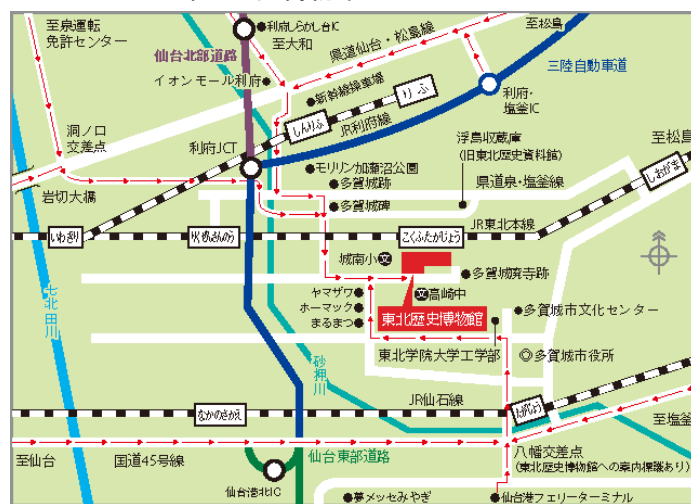 至泉運転
免許センター
仙台北部道路
利府しらかし台IC
至大和
県道仙台・松島線
至松島
イオンモール利府
三陸自動車道
新幹線操車場
りふ
利府・
塩釜IC
しんりふ
JR利府線
洞ノ口
交差点
利府JCT
浮島収蔵庫
(旧東北歴史資料館)
至松島
しおがま
モリリン加瀬沼公園
多賀城跡
県道泉・塩釜線
岩切大橋
多賀城碑
JR東北本線
いわきり
こくふたがじょう
城南小
文
多賀城廃寺跡
七北田川
ヤマザワ
ホーマック
まるまつ
文
高崎中
東北歴史博物館
多賀城市文化センター
東北学院大学工学部
多賀城市役所
砂押川
JR仙石線
なかのさかえ
たがじょう
至塩釜
至仙台
国道45号線
仙台東部道路
八幡交差点
(東北歴史博物館への案内標識あり)
仙台港北IC
夢メッセみやぎ
仙台港フェリーターミナル